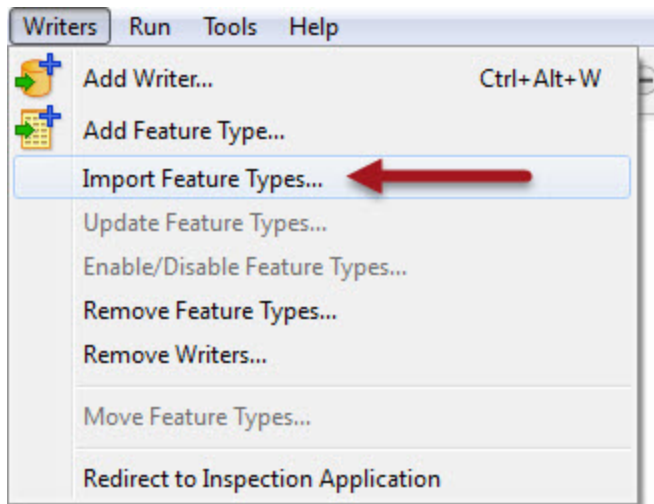 Writers Run Tools Help
Add Writer... Ctrl+Alt+W
Add Feature Type...
Import Feature Types...
Update Feature Types...
Enable/Disable Feature Types...
Remove Feature Types...
Remove Writers...
Move Feature Types...
Redirect to Inspection Application